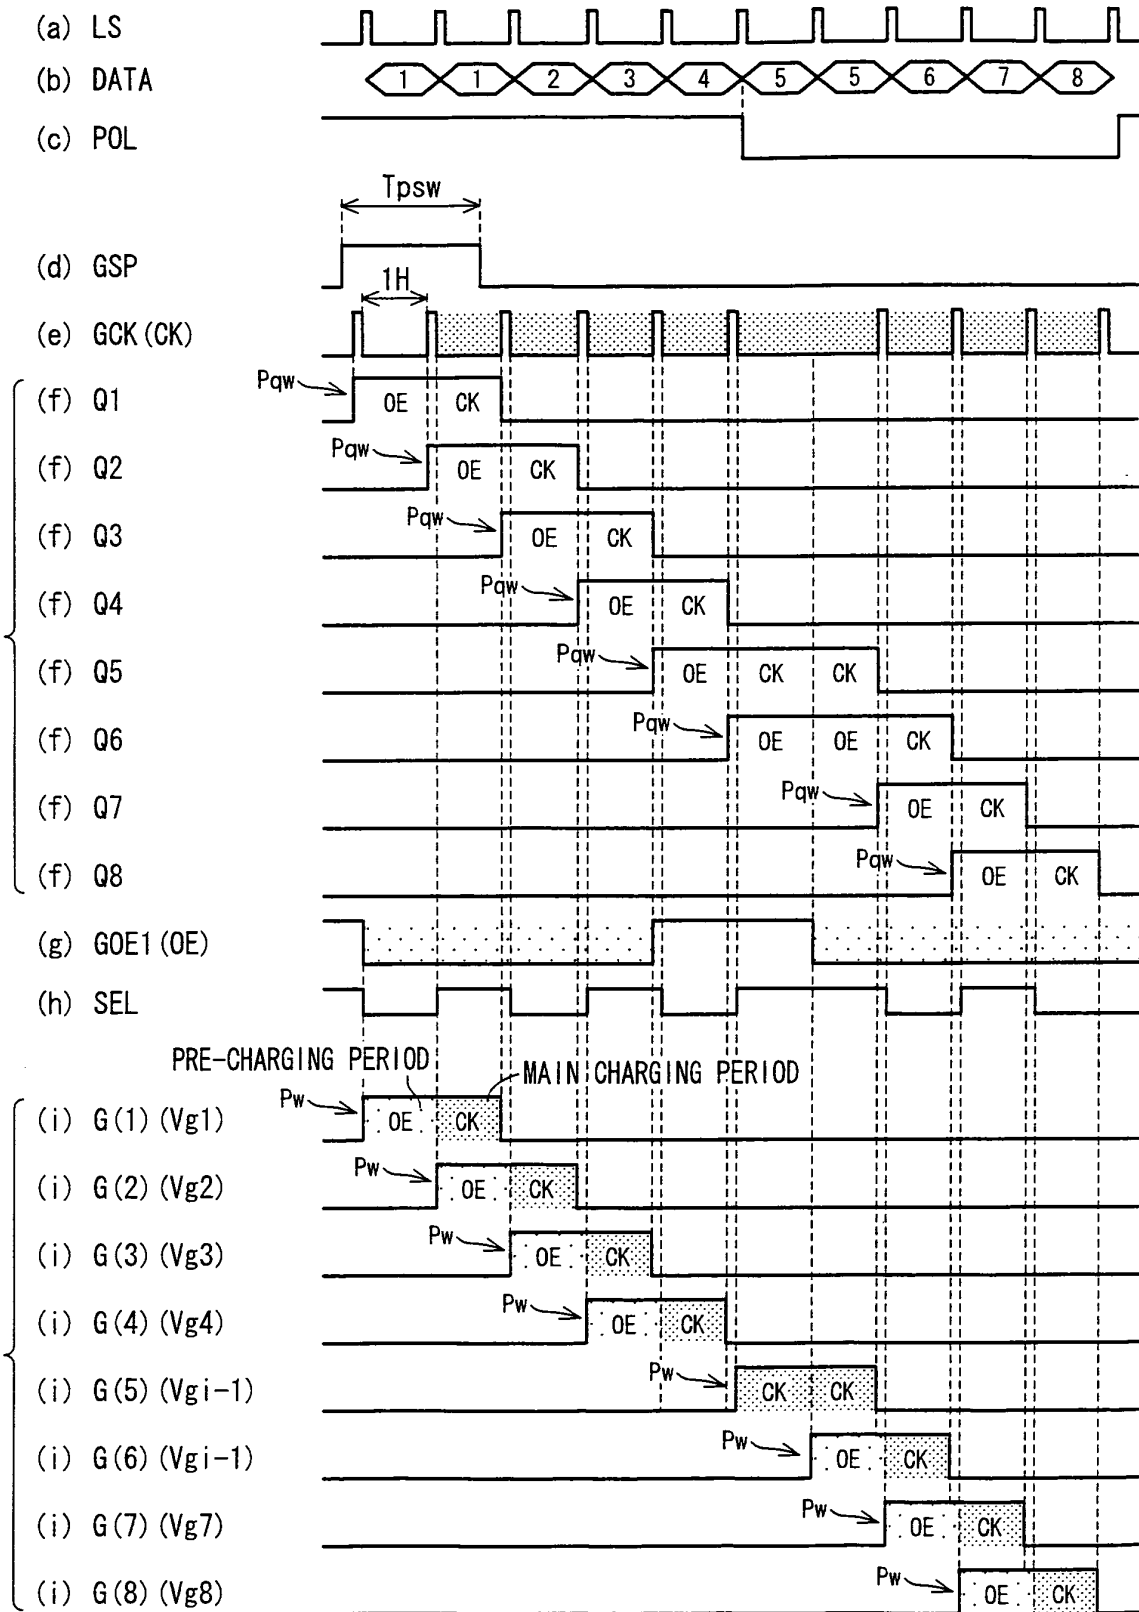 (a) LS
(b) DATA 1 1 2 3 4 5 5 6 7 8
(c) POL
Tpsw
(d) GSP
1H
(e) GCK(CK)
(f) Q1 Pqw OE CK
(f) Q2 Pqw OE CK
(f) Q3 Pqw OE CK
(f) Q4 Pqw OE CK
(f) Q5 Pqw OE CK CK
(f) Q6 Pqw OE OE CK
(f) Q7 Pqw OE CK
(f) Q8 Pqw OE CK
(g) GOE1(OE)
(h) SEL
PRE-CHARGING PERIOD MAIN CHARGING PERIOD
(i) G(1)(Vg1) Pw OE CK
(i) G(2)(Vg2) Pw OE CK
(i) G(3)(Vg3) Pw OE CK
(i) G(4)(Vg4) Pw OE CK
(i) G(5)(Vgi-1) Pw CK CK
(i) G(6)(Vgi-1) Pw OE CK
(i) G(7)(Vg7) Pw OE CK
(i) G(8)(Vg8) Pw OE CK